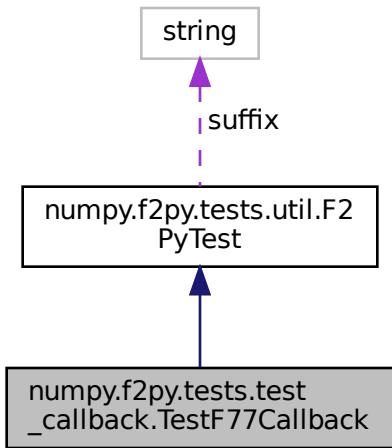 string
suffix
numpy.f2py.tests.util.F2
PyTest
numpy.f2py.tests.test
_callback.TestF77Callback